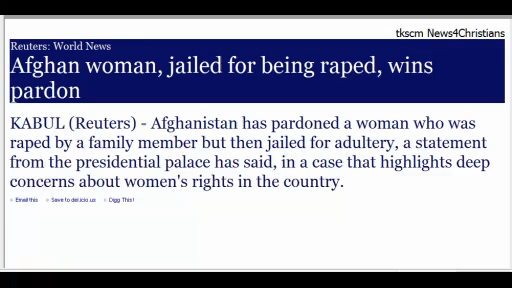 tkscm News4Christians
Reuters: World News
Afghan woman, jailed for being raped, wins
pardon
KABUL (Reuters) - Afghanistan has pardoned a woman who was
raped by a family member but then jailed for adultery, a statement
from the presidential palace has said, in a case that highlights deep
concerns about women's rights in the country.
Email this Save to del.icio.us Digg This!